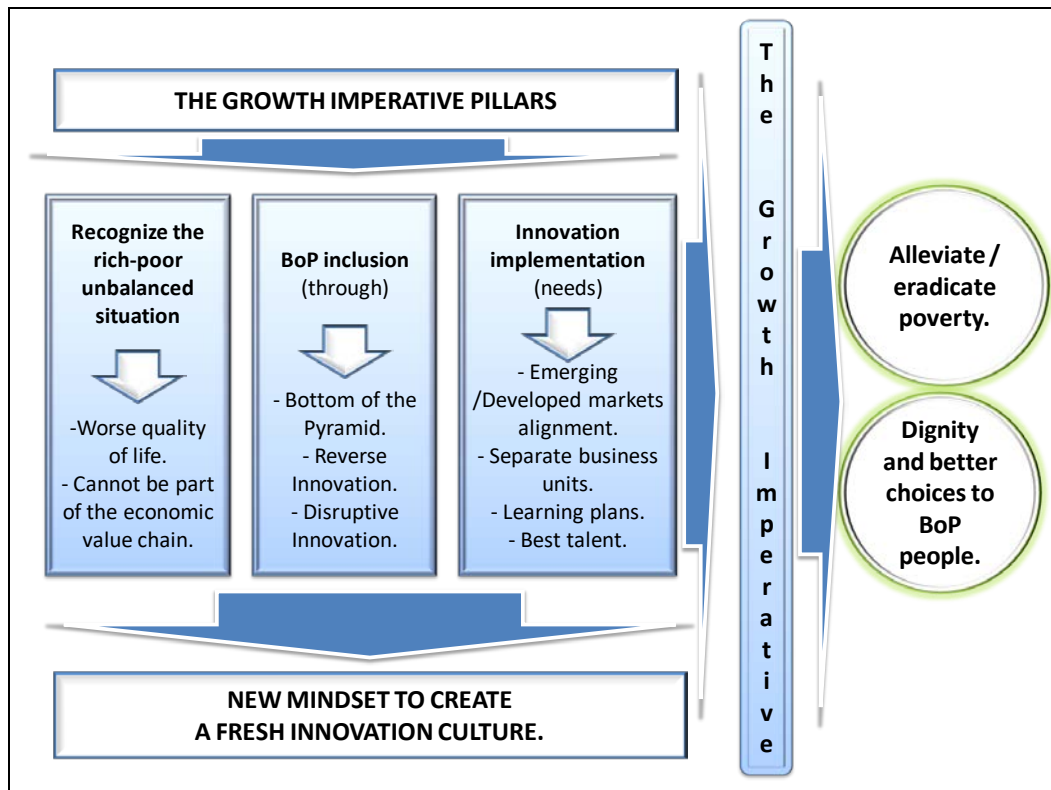 THE GROWTH IMPERATIVE PILLARS
Recognize the
rich-poor
unbalanced
situation
-Worse quality
of life.
- Cannot be part
of the economic
value chain.
BoP inclusion
(through)
- Bottom of the
Pyramid.
- Reverse
Innovation.
- Disruptive
Innovation.
Innovation
implementation
(needs)
- Emerging
/Developed markets
alignment.
- Separate business
units.
- Learning plans.
- Best talent.
NEW MINDSET TO CREATE
A FRESH INNOVATION CULTURE.
The Growth Imperative
Alleviate /
eradicate
poverty.
Dignity
and better
choices to
BoP
people.